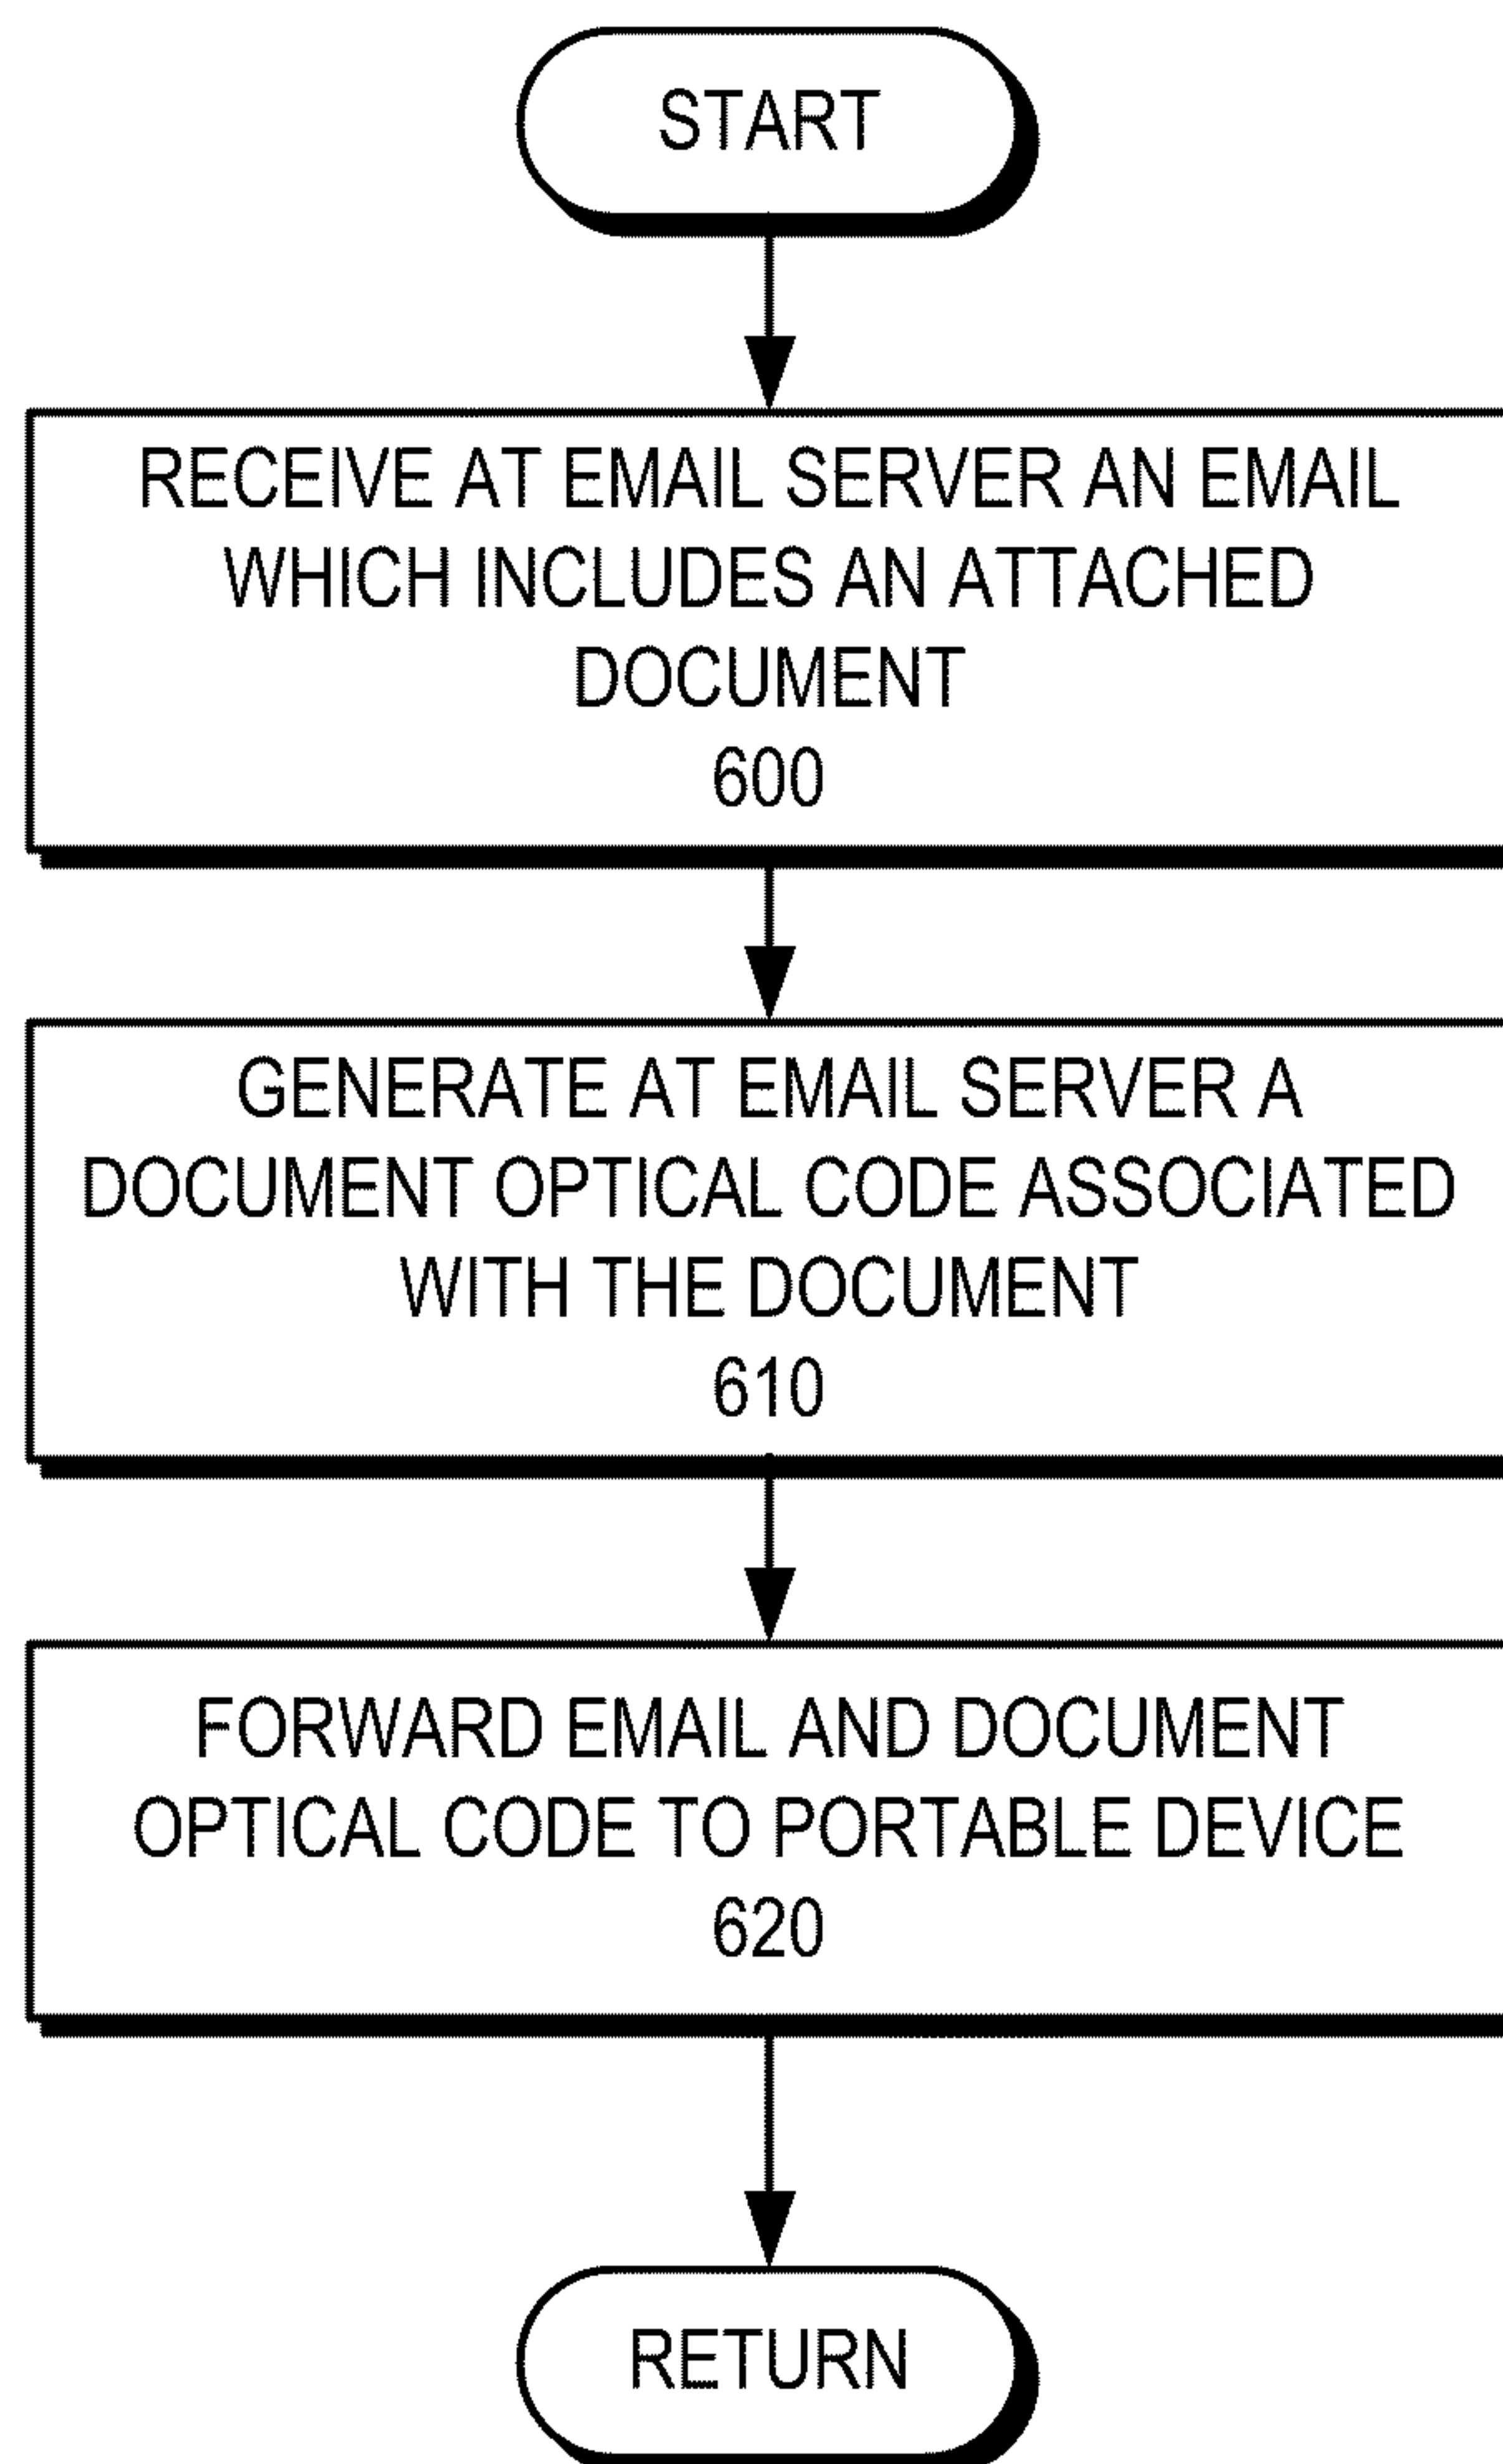 START
RECEIVE AT EMAIL SERVER AN EMAIL
WHICH INCLUDES AN ATTACHED
DOCUMENT
600
GENERATE AT EMAIL SERVER A
DOCUMENT OPTICAL CODE ASSOCIATED
WITH THE DOCUMENT
610
FORWARD EMAIL AND DOCUMENT
OPTICAL CODE TO PORTABLE DEVICE
620
RETURN